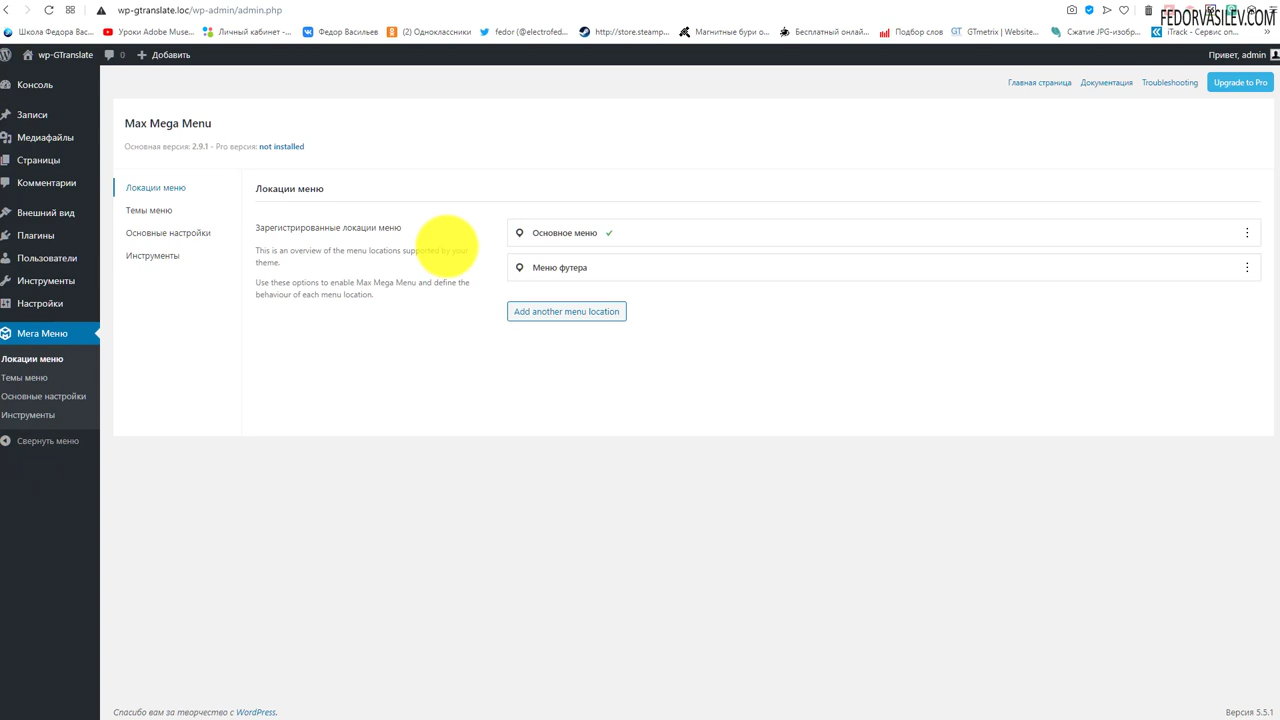 wp-gtranslate.loc/wp-admin/admin.php
FEDORVASILEV.COM
Школа Федора Вас...
Уроки Adobe Muse...
Личный кабинет -...
Федор Васильев
(2) Одноклассники
fedor (@electrofed...
http://store.steamp...
Магнитные бури о...
Бесплатный онлай...
Подбор слов
GTmetrix | Website...
Сжатие JPG-изобр...
iTrack - Сервис оп...
wp-GTranslate
0
Добавить
Привет, admin
Консоль
Записи
Медиафайлы
Страницы
Комментарии
Внешний вид
Плагины
Пользователи
Инструменты
Настройки
Мега Меню
Локации меню
Темы меню
Основные настройки
Инструменты
Свернуть меню
Главная страница
Документация
Troubleshooting
Upgrade to Pro
Max Mega Menu
Основная версия: 2.9.1 - Pro версия: not installed
Локации меню
Темы меню
Основные настройки
Инструменты
Локации меню
Зарегистрированные локации меню
This is an overview of the menu locations supported by your
theme.
Use these options to enable Max Mega Menu and define the
behaviour of each menu location.
Основное меню
Меню футера
Add another menu location
Спасибо вам за творчество с WordPress.
Версия 5.5.1